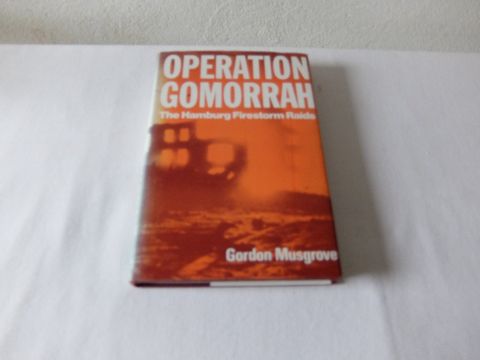 OPERATION
GOMORRAH
The Hamburg Firestorm Raids
Gordon Musgrove